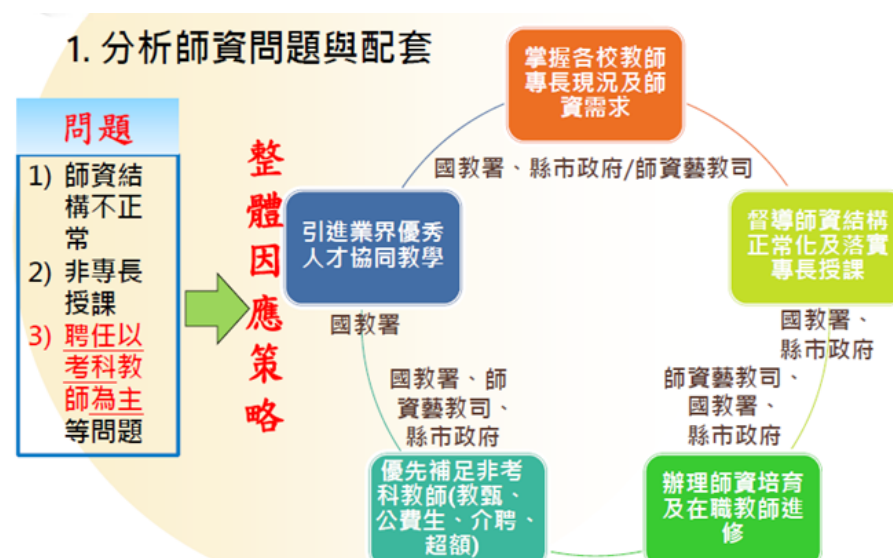 1. 分析師資問題與配套
問題
1) 師資結
構不正
常
2) 非專長
授課
3) 聘任以
考科教
師為主
等問題
整
體
因
應
策
略
掌握各校教師
專長現況及師
資需求
國教署、縣市政府/師資藝教司
督導師資結構
正常化及落實
專長授課
國教署、
縣市政府
辦理師資培育
及在職教師進
修
師資藝教司、
國教署、
縣市政府
優先補足非考
科教師(教甄、
公費生、介聘、
超額)
國教署、師
資藝教司、
縣市政府
引進業界優秀
人才協同教學
國教署